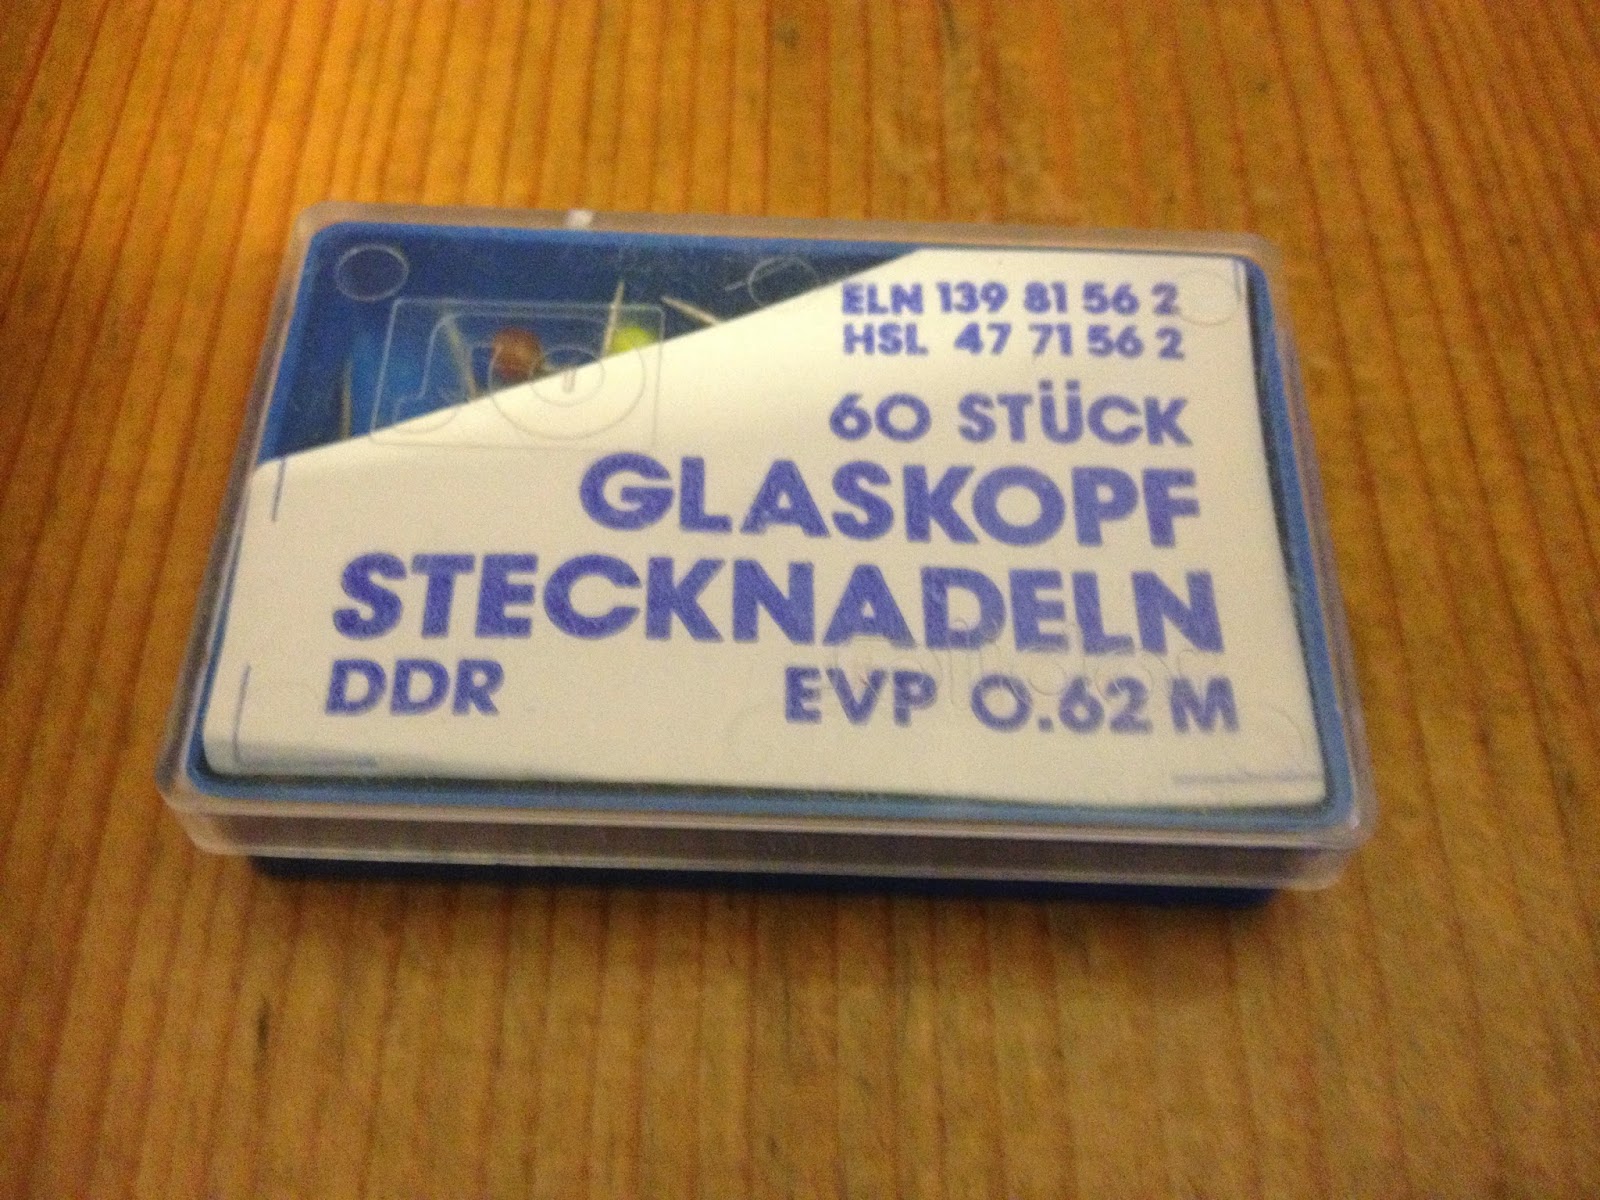 ELN 139 81 56 2
HSL 47 71 56 2
60 STÜCK
GLASKOPF
STECKNADELN
DDR EVP 0.62 M